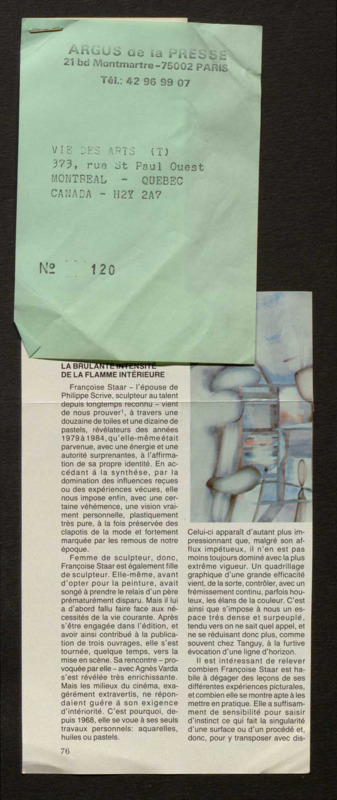 ARGUS de la PRESSE
21 bd Montmartre - 75002 PARIS
Tél.: 42 96 99 07
VIE DES ARTS (T)
373, rue St Paul Ouest
MONTREAL - QUEBEC
CANADA - H2Y 2A7
Nº 120
LA BRULANTE INTENSITÉ
DE LA FLAMME INTÉRIEURE
Françoise Staar – l'épouse de
Philippe Scrive, sculpteur au talent
depuis longtemps reconnu – vient
de nous prouver¹, à travers une
douzaine de toiles et une dizaine de
pastels, révélateurs des années
1979 à 1984, qu'elle-même était
parvenue, avec une énergie et une
autorité surprenantes, à l'affirma-
tion de sa propre identité. En ac-
cédant à la synthèse, par la
domination des influences reçues
ou des expériences vécues, elle
nous impose enfin, avec une cer-
taine véhémence, une vision vrai-
ment personnelle, plastiquement
très pure, à la fois préservée des
clapotis de la mode et fortement
marquée par les remous de notre
époque.
Femme de sculpteur, donc,
Françoise Staar est également fille
de sculpteur. Elle-même, avant
d'opter pour la peinture, avait
songé à prendre le relais d'un père
prématurément disparu. Mais il lui
a d'abord fallu faire face aux né-
cessités de la vie courante. Après
s'être engagée dans l'édition, et
avoir ainsi contribué à la publica-
tion de trois ouvrages, elle s'est
tournée, quelque temps, vers la
mise en scène. Sa rencontre – pro-
voquée par elle – avec Agnès Varda
s'est révélée très enrichissante.
Mais les milieux du cinéma, exa-
gérément extravertis, ne répon-
daient guère à son exigence
d'intériorité. C'est pourquoi, de-
puis 1968, elle se voue à ses seuls
travaux personnels: aquarelles,
huiles ou pastels.
76
Celui-ci apparaît d'autant plus im-
pressionnant que, malgré son af-
flux impétueux, il n'en est pas
moins toujours dominé avec la plus
extrême vigueur. Un quadrillage
graphique d'une grande efficacité
vient, de la sorte, contrôler, avec un
frémissement continu, parfois hou-
leux, les élans de la couleur. C'est
ainsi que s'impose à nous un es-
pace très dense et surpeuplé,
tendu vers on ne sait quel appel, et
ne se réduisant donc plus, comme
souvent chez Tanguy, à la furtive
évocation d'une ligne d'horizon.
Il est intéressant de relever
combien Françoise Staar est ha-
bile à dégager des leçons de ses
différentes expériences picturales,
et combien elle se montre apte à les
mettre en pratique. Elle a suffisam-
ment de sensibilité pour saisir
d'instinct ce qui fait la singularité
d'une surface ou d'un procédé et,
donc, pour y transposer avec dis-